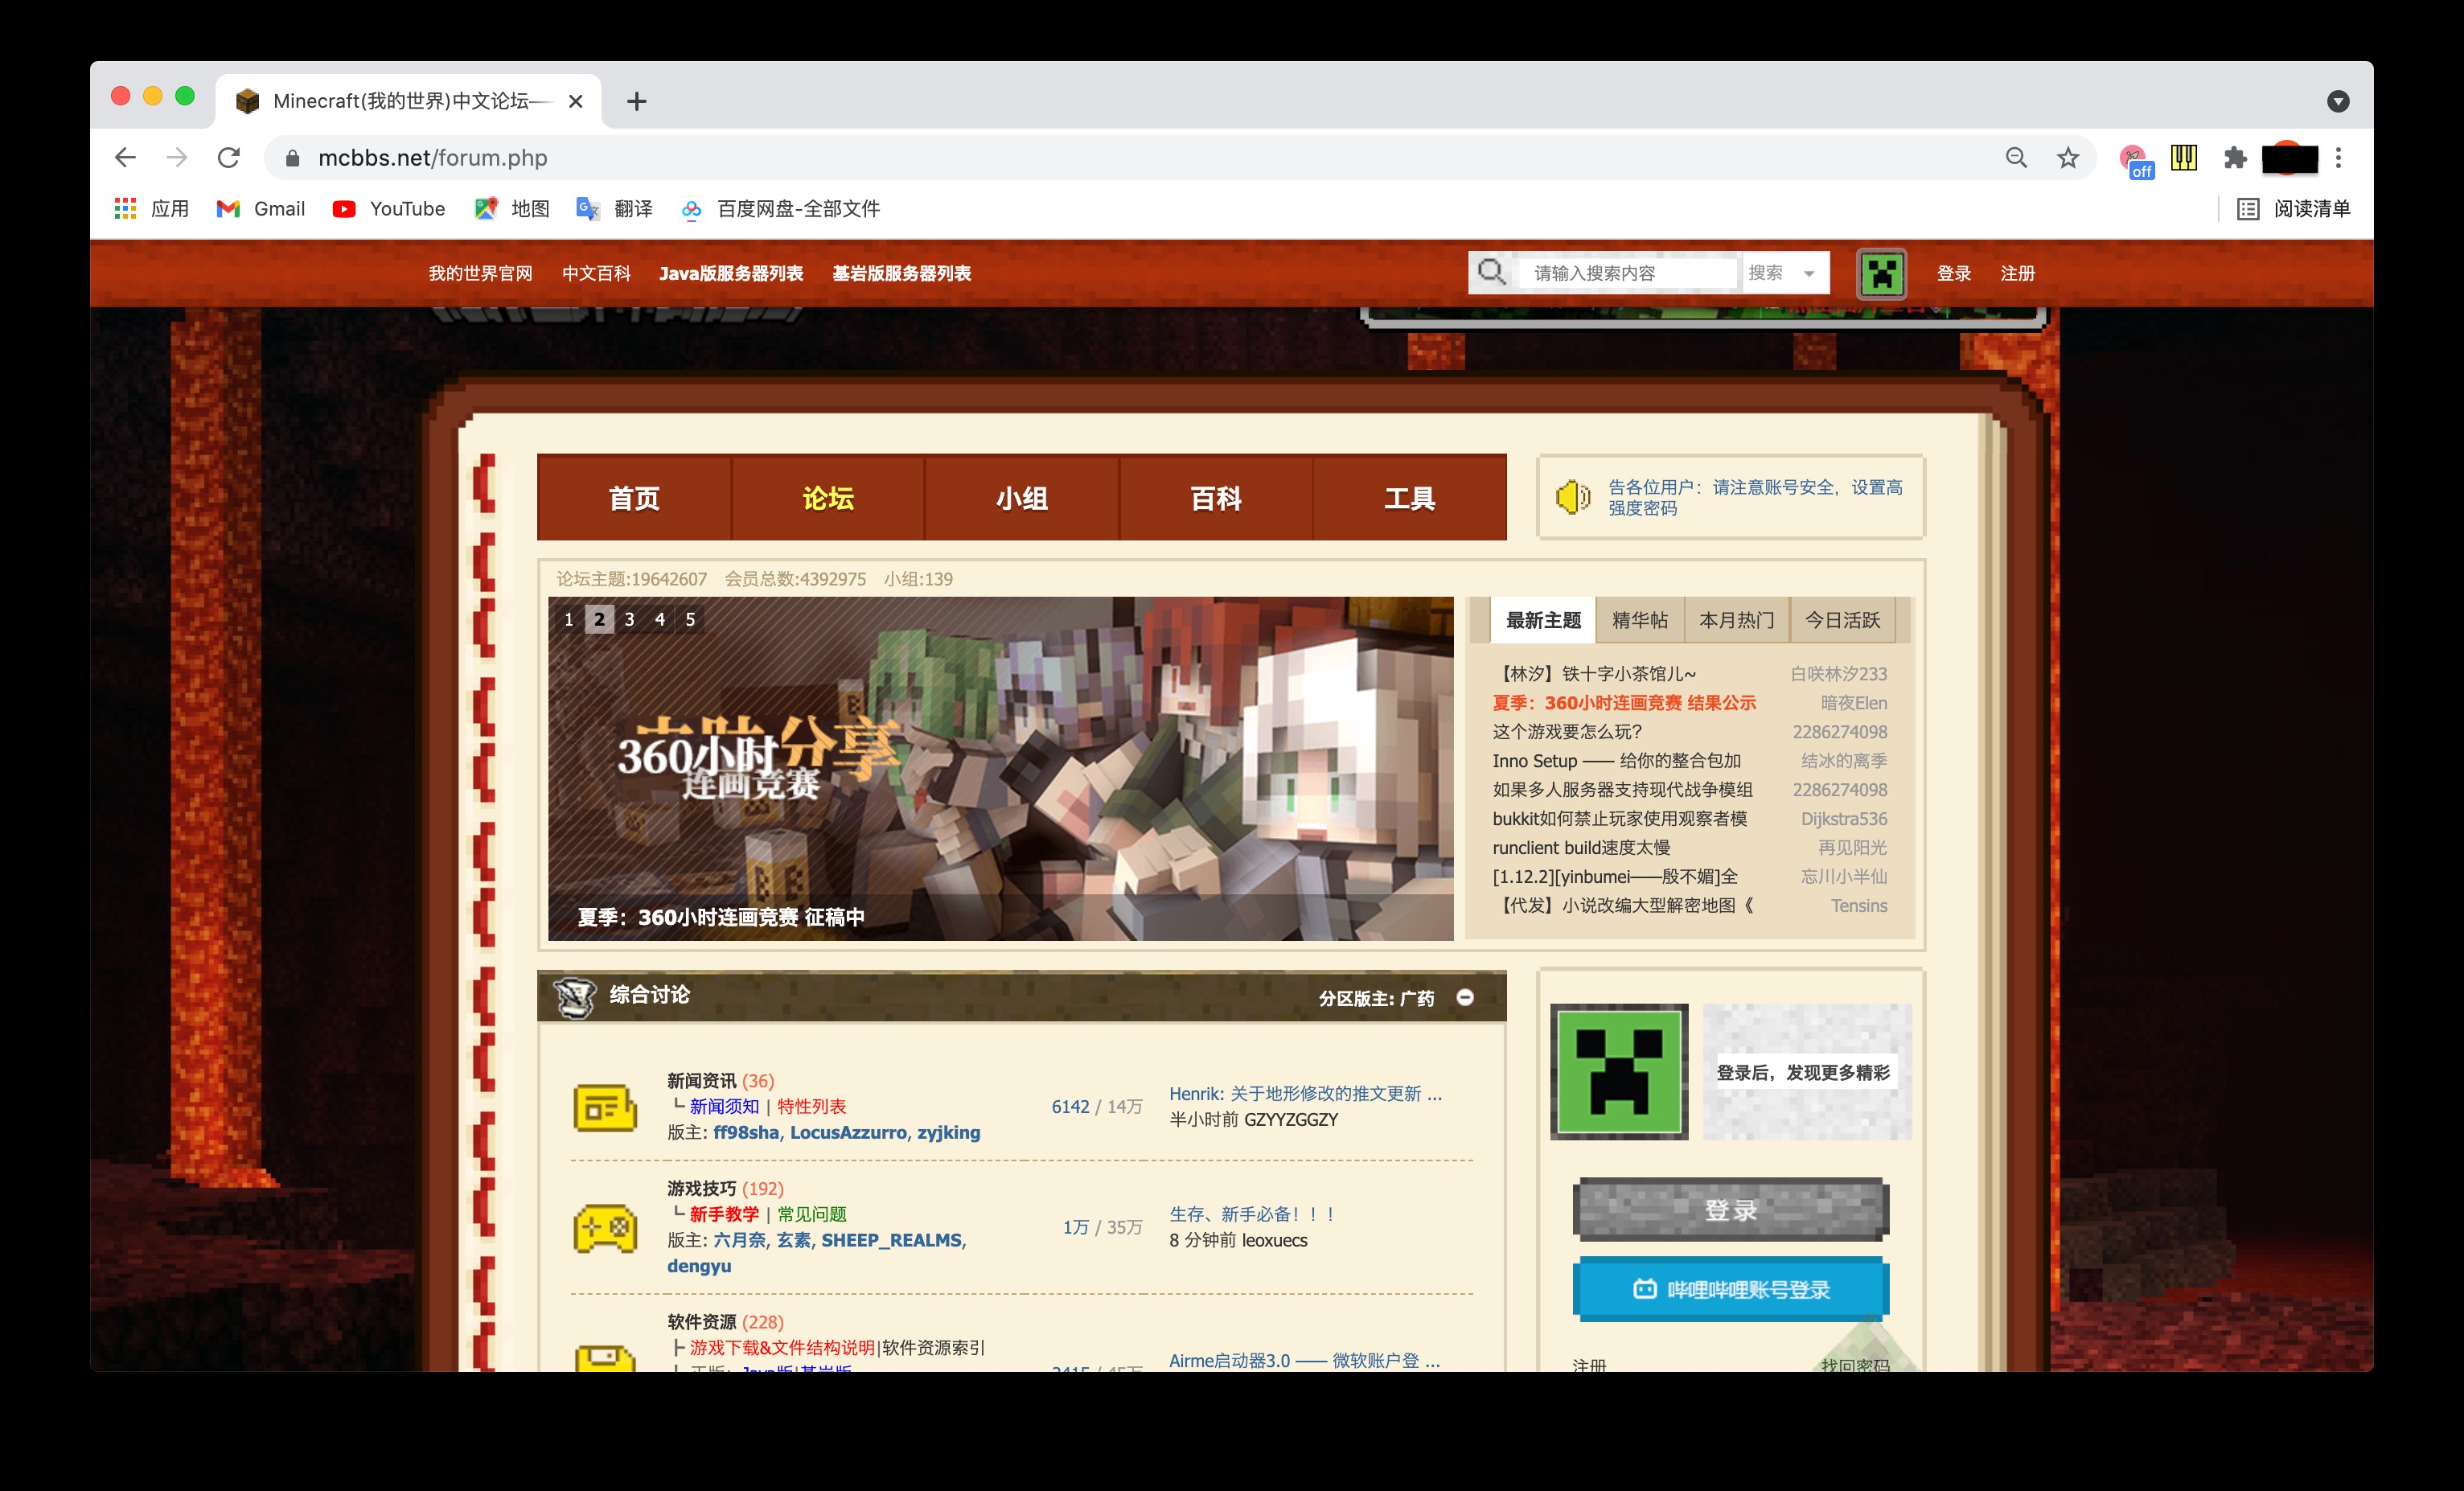 Minecraft(我的世界)中文论坛—
mcbbs.net/forum.php
off
应用 Gmail YouTube 地图 翻译 百度网盘-全部文件 阅读清单
我的世界官网 中文百科 Java版服务器列表 基岩版服务器列表 请输入搜索内容 搜索 登录 注册
首页 论坛 小组 百科 工具
告各位用户：请注意账号安全，设置高
强度密码
论坛主题:19642607 会员总数:4392975 小组:139
1 2 3 4 5
分享
360小时
连画竞赛
夏季：360小时连画竞赛 征稿中
最新主题 精华帖 本月热门 今日活跃
【林汐】铁十字小茶馆儿~ 白咲林汐233
夏季：360小时连画竞赛 结果公示 暗夜Elen
这个游戏要怎么玩? 2286274098
Inno Setup —— 给你的整合包加 结冰的离季
如果多人服务器支持现代战争模组 2286274098
bukkit如何禁止玩家使用观察者模 Dijkstra536
runclient build速度太慢 再见阳光
[1.12.2][yinbumei——殷不媚]全 忘川小半仙
【代发】小说改编大型解密地图《 Tensins
综合讨论 分区版主: 广药
新闻资讯 (36)
┗ 新闻须知 | 特性列表
版主: ff98sha, LocusAzzurro, zyjking
6142 / 14万
Henrik: 关于地形修改的推文更新 ...
半小时前 GZYYZGGZY
游戏技巧 (192)
┗ 新手教学 | 常见问题
版主: 六月奈, 玄素, SHEEP_REALMS,
dengyu
1万 / 35万
生存、新手必备！！！
8 分钟前 leoxuecs
软件资源 (228)
┣ 游戏下载&文件结构说明|软件资源索引
正版: Java版|基岩版
Airme启动器3.0 —— 微软账户登 ...
登录后，发现更多精彩
登录
哔哩哔哩账号登录
注册 找回密码